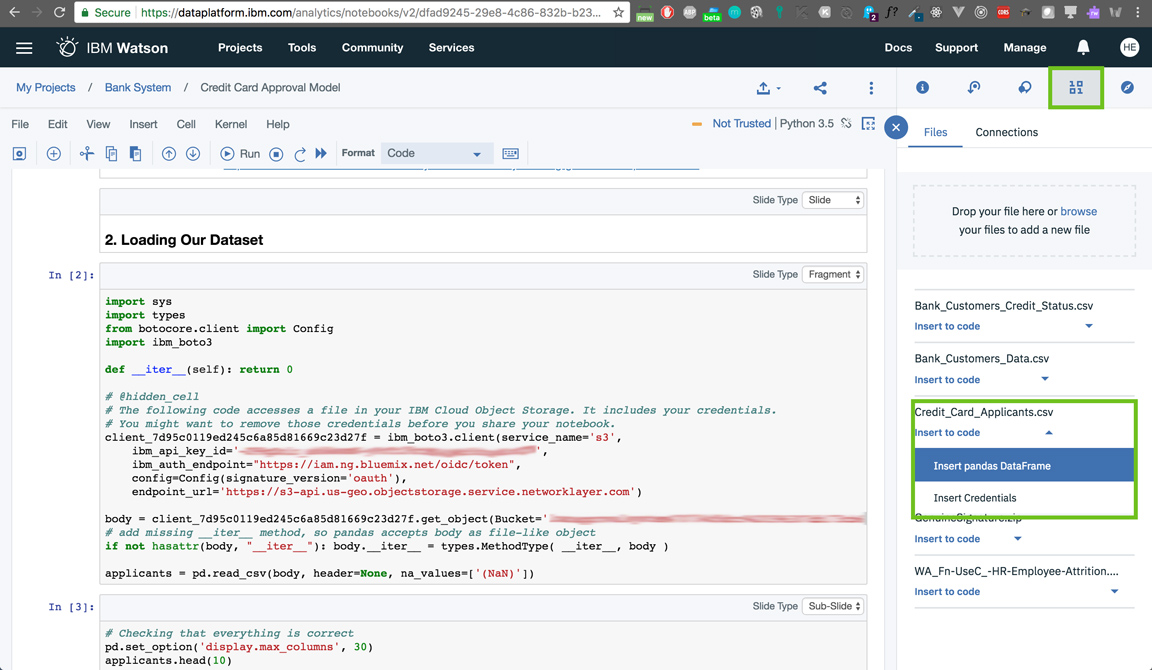 Secure https://dataplatform.ibm.com/analytics/notebooks/v2/dfad9245-29e8-4c86-832b-b23...
new
ABP
beta
2
f?
CORS
IBM Watson
Projects
Tools
Community
Services
Docs
Support
Manage
HE
My Projects / Bank System / Credit Card Approval Model
File Edit View Insert Cell Kernel Help
Not Trusted | Python 3.5
Run
Format
Code
Slide Type Slide
2. Loading Our Dataset
In [2]:
Slide Type Fragment
import sys
import types
from botocore.client import Config
import ibm_boto3
def __iter__(self): return 0
# @hidden_cell
# The following code accesses a file in your IBM Cloud Object Storage. It includes your credentials.
# You might want to remove those credentials before you share your notebook.
client_7d95c0119ed245c6a85d81669c23d27f = ibm_boto3.client(service_name='s3',
ibm_api_key_id='
',
ibm_auth_endpoint="https://iam.ng.bluemix.net/oidc/token",
config=Config(signature_version='oauth'),
endpoint_url='https://s3-api.us-geo.objectstorage.service.networklayer.com')
body = client_7d95c0119ed245c6a85d81669c23d27f.get_object(Bucket='
# add missing __iter__ method, so pandas accepts body as file-like object
if not hasattr(body, "__iter__"): body.__iter__ = types.MethodType( __iter__, body )
applicants = pd.read_csv(body, header=None, na_values=['(NaN)'])
In [3]:
Slide Type Sub-Slide
# Checking that everything is correct
pd.set_option('display.max_columns', 30)
applicants.head(10)
Files
Connections
Drop your file here or browse
your files to add a new file
Bank_Customers_Credit_Status.csv
Insert to code
Bank_Customers_Data.csv
Insert to code
Credit_Card_Applicants.csv
Insert to code
Insert pandas DataFrame
Insert Credentials
GenuineSignature.zip
Insert to code
WA_Fn-UseC_-HR-Employee-Attrition....
Insert to code